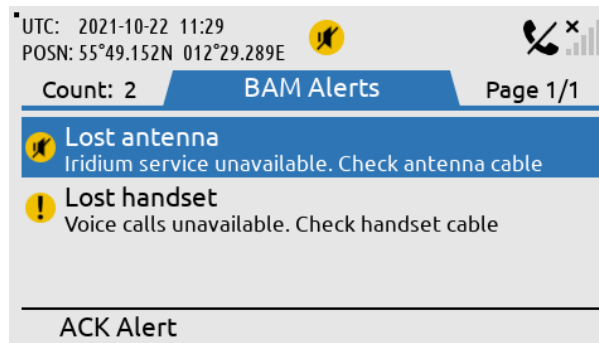 UTC: 2021-10-22 11:29
POSN: 55°49.152N 012°29.289E
Count: 2 BAM Alerts Page 1/1
Lost antenna
Iridium service unavailable. Check antenna cable
Lost handset
Voice calls unavailable. Check handset cable
ACK Alert